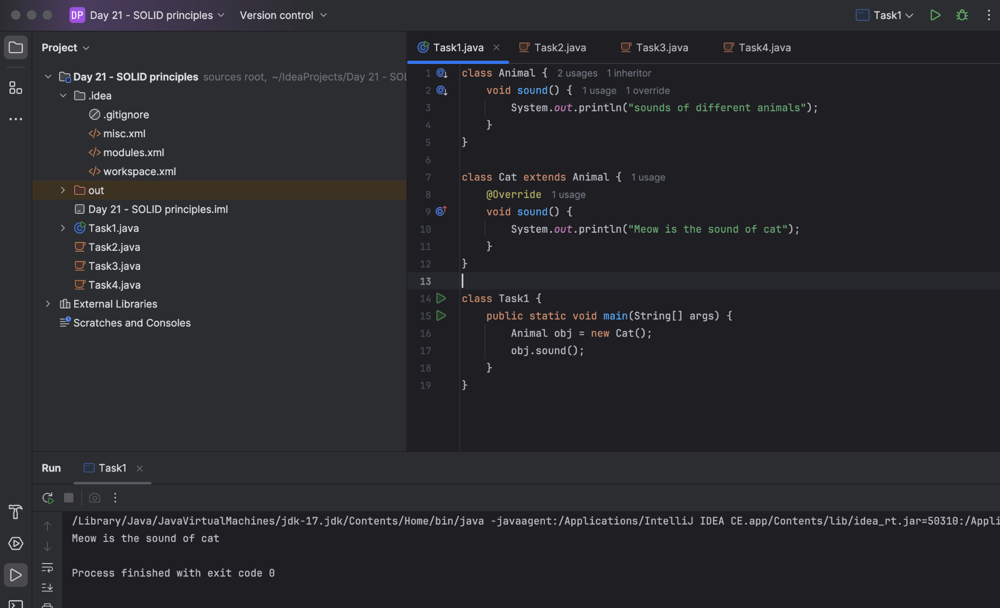 DP Day 21 - SOLID principles Version control Task1
Project
Day 21 - SOLID principles sources root, ~/IdeaProjects/Day 21 - SOL
.idea
.gitignore
</> misc.xml
</> modules.xml
</> workspace.xml
out
Day 21 - SOLID principles.iml
Task1.java
Task2.java
Task3.java
Task4.java
External Libraries
Scratches and Consoles
Task1.java Task2.java Task3.java Task4.java
1 class Animal { 2 usages 1 inheritor
2 void sound() { 1 usage 1 override
3 System.out.println("sounds of different animals");
4 }
5 }
6
7 class Cat extends Animal { 1 usage
8 @Override 1 usage
9 void sound() {
10 System.out.println("Meow is the sound of cat");
11 }
12 }
13
14 class Task1 {
15 public static void main(String[] args) {
16 Animal obj = new Cat();
17 obj.sound();
18 }
19 }
Run Task1
/Library/Java/JavaVirtualMachines/jdk-17.jdk/Contents/Home/bin/java -javaagent:/Applications/IntelliJ IDEA CE.app/Contents/lib/idea_rt.jar=50310:/Appli
Meow is the sound of cat
Process finished with exit code 0